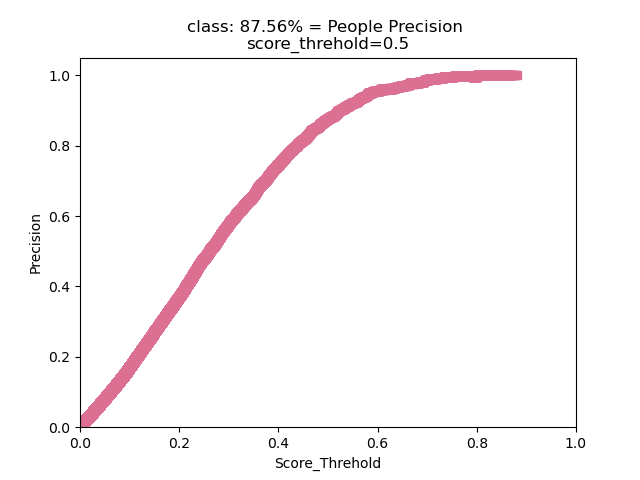 class: 87.56% = People Precision
score_threhold=0.5
1.0
0.8
0.6
0.4
0.2
0.0
Precision
0.0 0.2 0.4 0.6 0.8 1.0
Score_Threhold